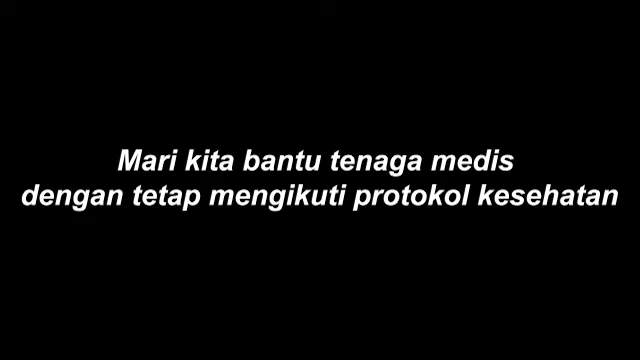 Mari kita bantu tenaga medis
dengan tetap mengikuti protokol kesehatan